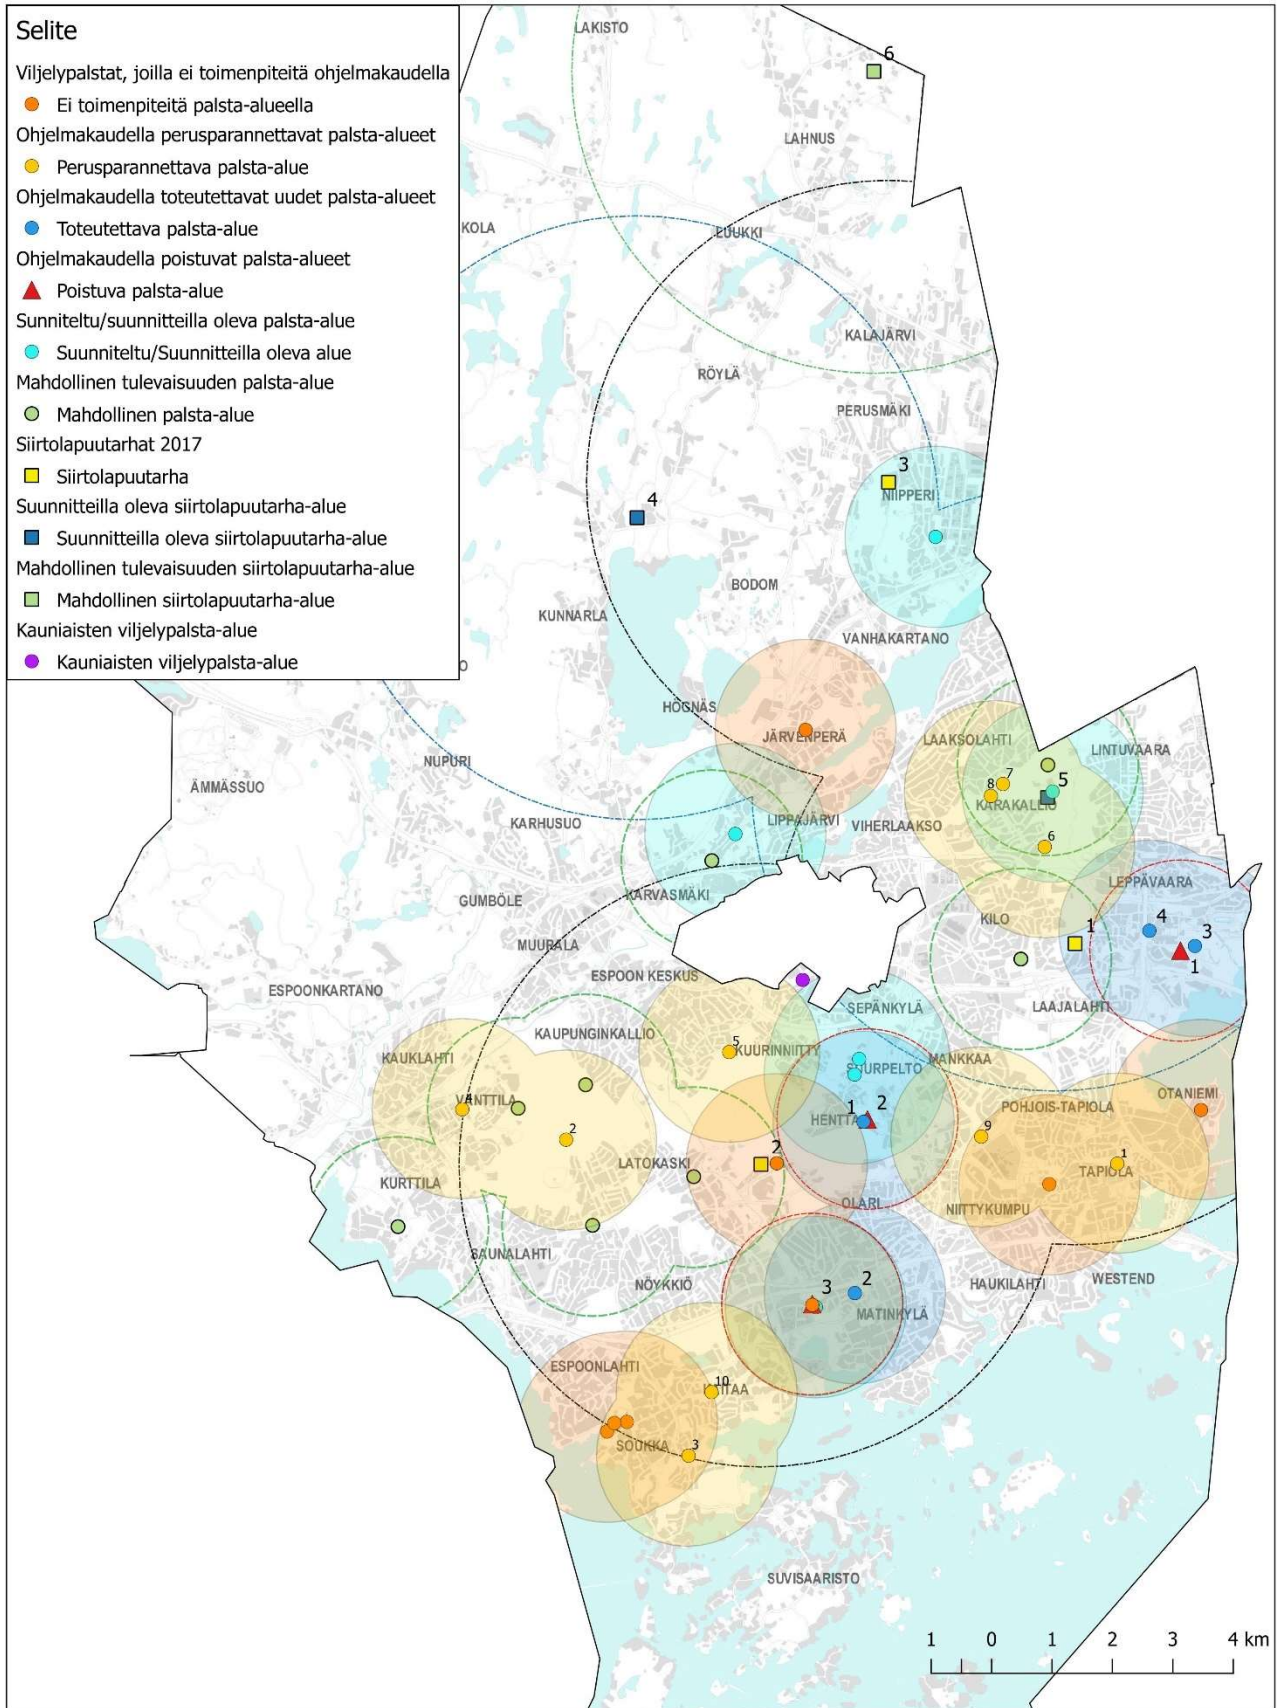 Selite
Viljelypalstat, joilla ei toimenpiteitä ohjelmakaudella
Ei toimenpiteitä palsta-alueella
Ohjelmakaudella perusparannettavat palsta-alueet
Perusparannettava palsta-alue
Ohjelmakaudella toteutettavat uudet palsta-alueet
Toteutettava palsta-alue
Ohjelmakaudella poistuvat palsta-alueet
Poistuva palsta-alue
Sunniteltu/suunnitteilla oleva palsta-alue
Suunniteltu/Suunnitteilla oleva alue
Mahdollinen tulevaisuuden palsta-alue
Mahdollinen palsta-alue
Siirtolapuutarhat 2017
Siirtolapuutarha
Suunnitteilla oleva siirtolapuutarha-alue
Suunnitteilla oleva siirtolapuutarha-alue
Mahdollinen tulevaisuuden siirtolapuutarha-alue
Mahdollinen siirtolapuutarha-alue
Kauniaisten viljelypalsta-alue
Kauniaisten viljelypalsta-alue
LAKISTO
6
LAHNUS
KOLA
LUUKKI
KALAJÄRVI
RÖYLÄ
PERUSMÄKI
3
NIIPPERI
4
BODOM
KUNNARLA
VANHAKARTANO
O
HÖGNÄS
JÄRVENPERÄ
LAAKSOLAHTI
LINTUVAARA
NUPURI
ÄMMÄSSUO
7
8
5
KARAKALLIO
KARHUSUO
LIPPAJÄRVI
VIHERLAAKSO
6
KARVASMÄKI
LEPPÄVAARA
GUMBÖLE
KILO
1
4
3
MUURALA
1
ESPOON KESKUS
ESPOONKARTANO
SEPÄNKYLÄ
LAAJALAHTI
KAUPUNGINKALLIO
5
KUURINNIITTY
KAUKLAHTI
SUURPELTO
MANKKAA
OTANIEMI
4
VANTTILA
1
2
HENTTAA
POHJOIS-TAPIOLA
2
9
LATOKASKI
2
1
TAPIOLA
KURTTILA
OLARI
NIITTYKUMPU
SAUNALAHTI
NÖYKKIÖ
3
2
HAUKILAHTI
WESTEND
MATINKYLÄ
ESPOONLAHTI
10
SOUKKA
3
SUVISAARISTO
1 0 1 2 3 4 km